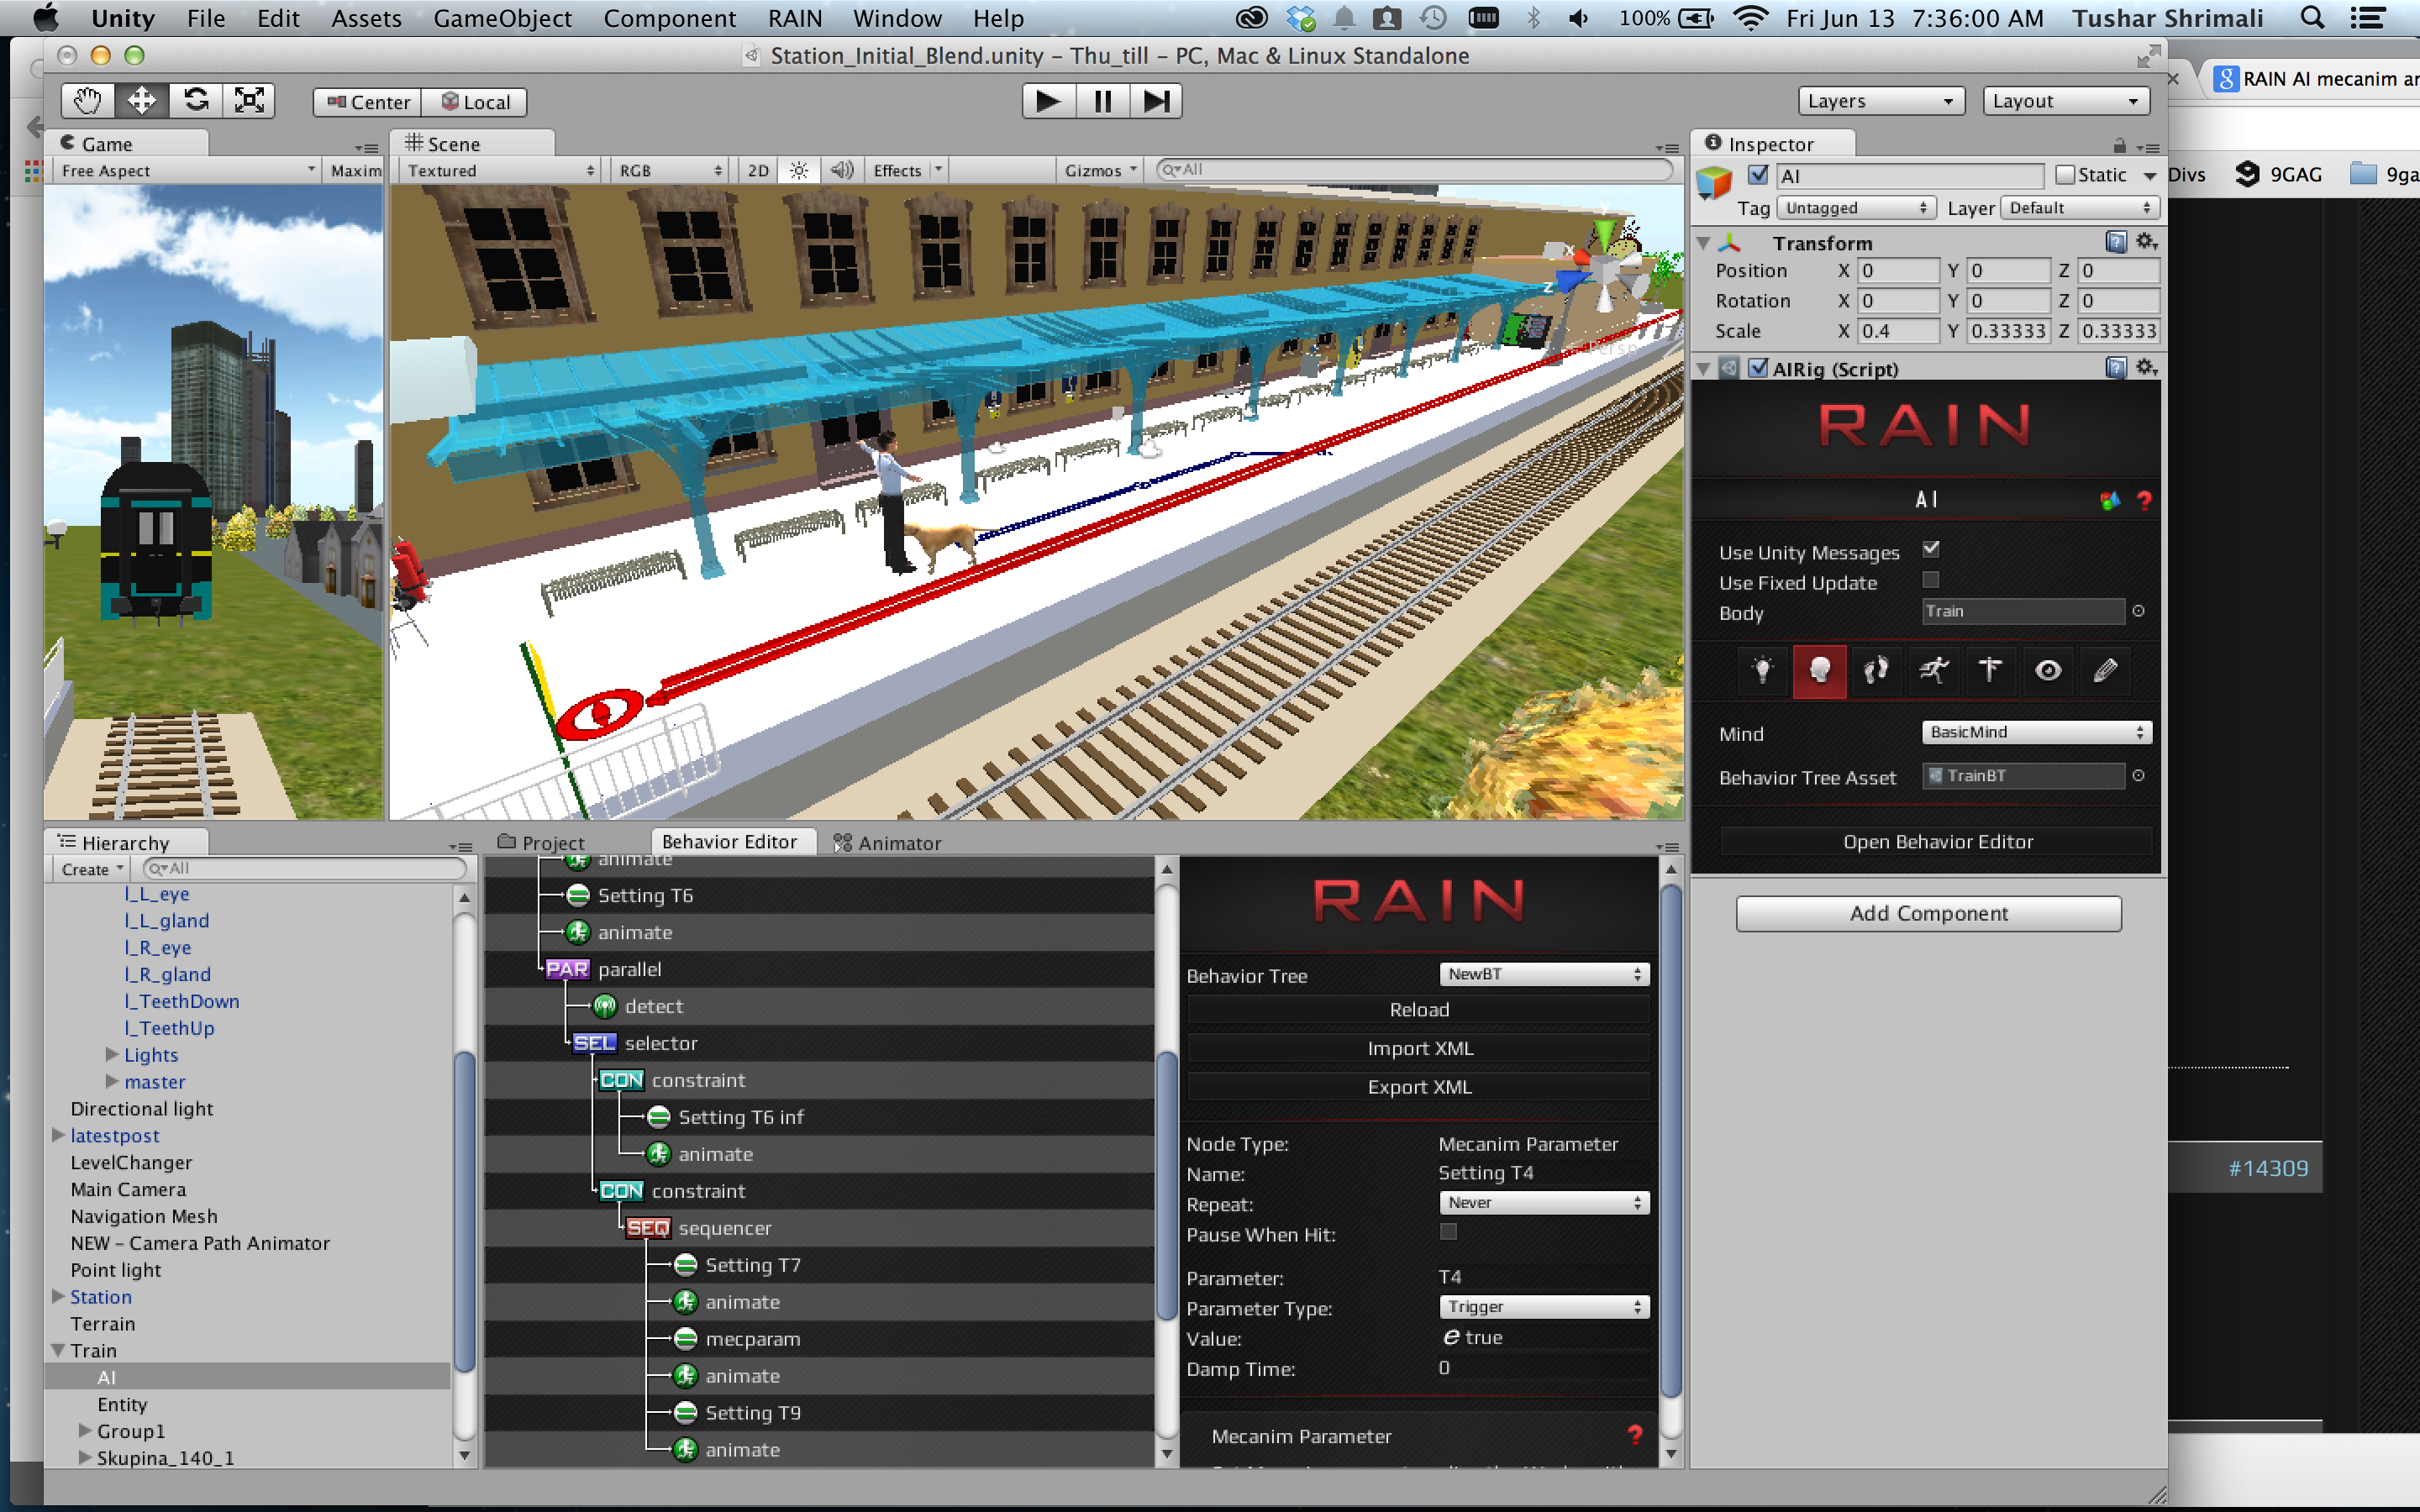 Unity File Edit Assets GameObject Component RAIN Window Help 100% Fri Jun 13 7:36:00 AM Tushar Shrimali
Station_Initial_Blend.unity – Thu_till – PC, Mac & Linux Standalone
RAIN AI mecanim
Center Local Layers Layout
Game Scene Inspector
Free Aspect Maxim Textured RGB 2D Effects Gizmos All
AI Static
Divs 9GAG 9ga
Tag Untagged Layer Default
Transform
Position X 0 Y 0 Z 0
Rotation X 0 Y 0 Z 0
Scale X 0.4 Y 0.33333 Z 0.33333
AIRig (Script)
y
x
z
Persp
RAIN
AI
Use Unity Messages
Use Fixed Update
Body Train
Mind BasicMind
Behavior Tree Asset TrainBT
Open Behavior Editor
Add Component
Hierarchy
Create All
l_L_eye
l_L_gland
l_R_eye
l_R_gland
l_TeethDown
l_TeethUp
Lights
master
Directional light
latestpost
LevelChanger
Main Camera
Navigation Mesh
NEW – Camera Path Animator
Point light
Station
Terrain
Train
AI
Entity
Group1
Skupina_140_1
Project Behavior Editor Animator
animate
Setting T6
animate
PAR parallel
detect
SEL selector
CON constraint
Setting T6 inf
animate
CON constraint
SEQ sequencer
Setting T7
animate
mecparam
animate
Setting T9
animate
RAIN
Behavior Tree NewBT
Reload
Import XML
Export XML
Node Type: Mecanim Parameter
Name: Setting T4
Repeat: Never
Pause When Hit:
Parameter: T4
Parameter Type: Trigger
Value: e true
Damp Time: 0
Mecanim Parameter
#14309